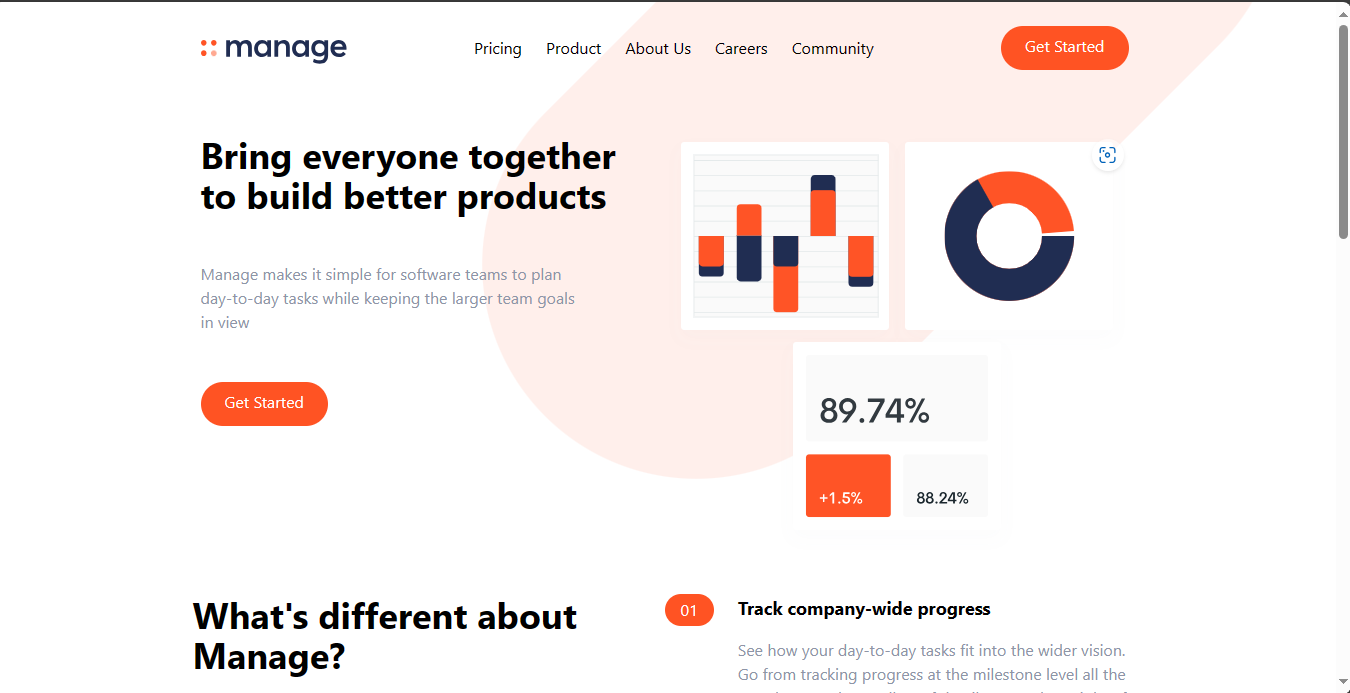 manage
Pricing
Product
About Us
Careers
Community
Get Started
Bring everyone together
to build better products
Manage makes it simple for software teams to plan
day-to-day tasks while keeping the larger team goals
in view
Get Started
89.74%
+1.5%
88.24%
What's different about
Manage?
01
Track company-wide progress
See how your day-to-day tasks fit into the wider vision.
Go from tracking progress at the milestone level all the